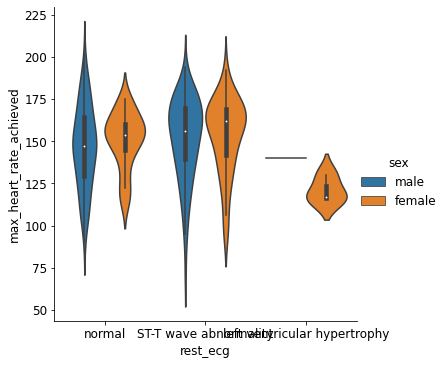 225
200
175
150
125
100
75
50
max_heart_rate_achieved
normal
ST-T wave abnormality
left ventricular hypertrophy
rest_ecg
sex
male
female